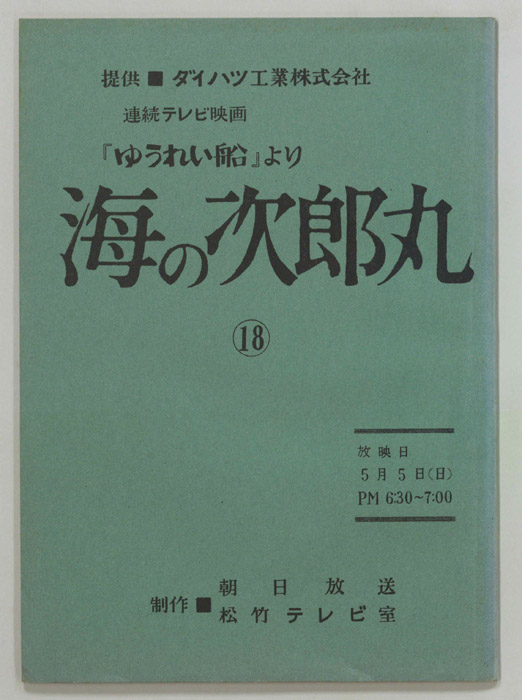 提供■ダイハツ工業株式会社
連続テレビ映画
『ゆうれい船』より
海の次郎丸
⑱
放映日
5月5日(日)
PM 6:30~7:00
制作■朝日放送
松竹テレビ室